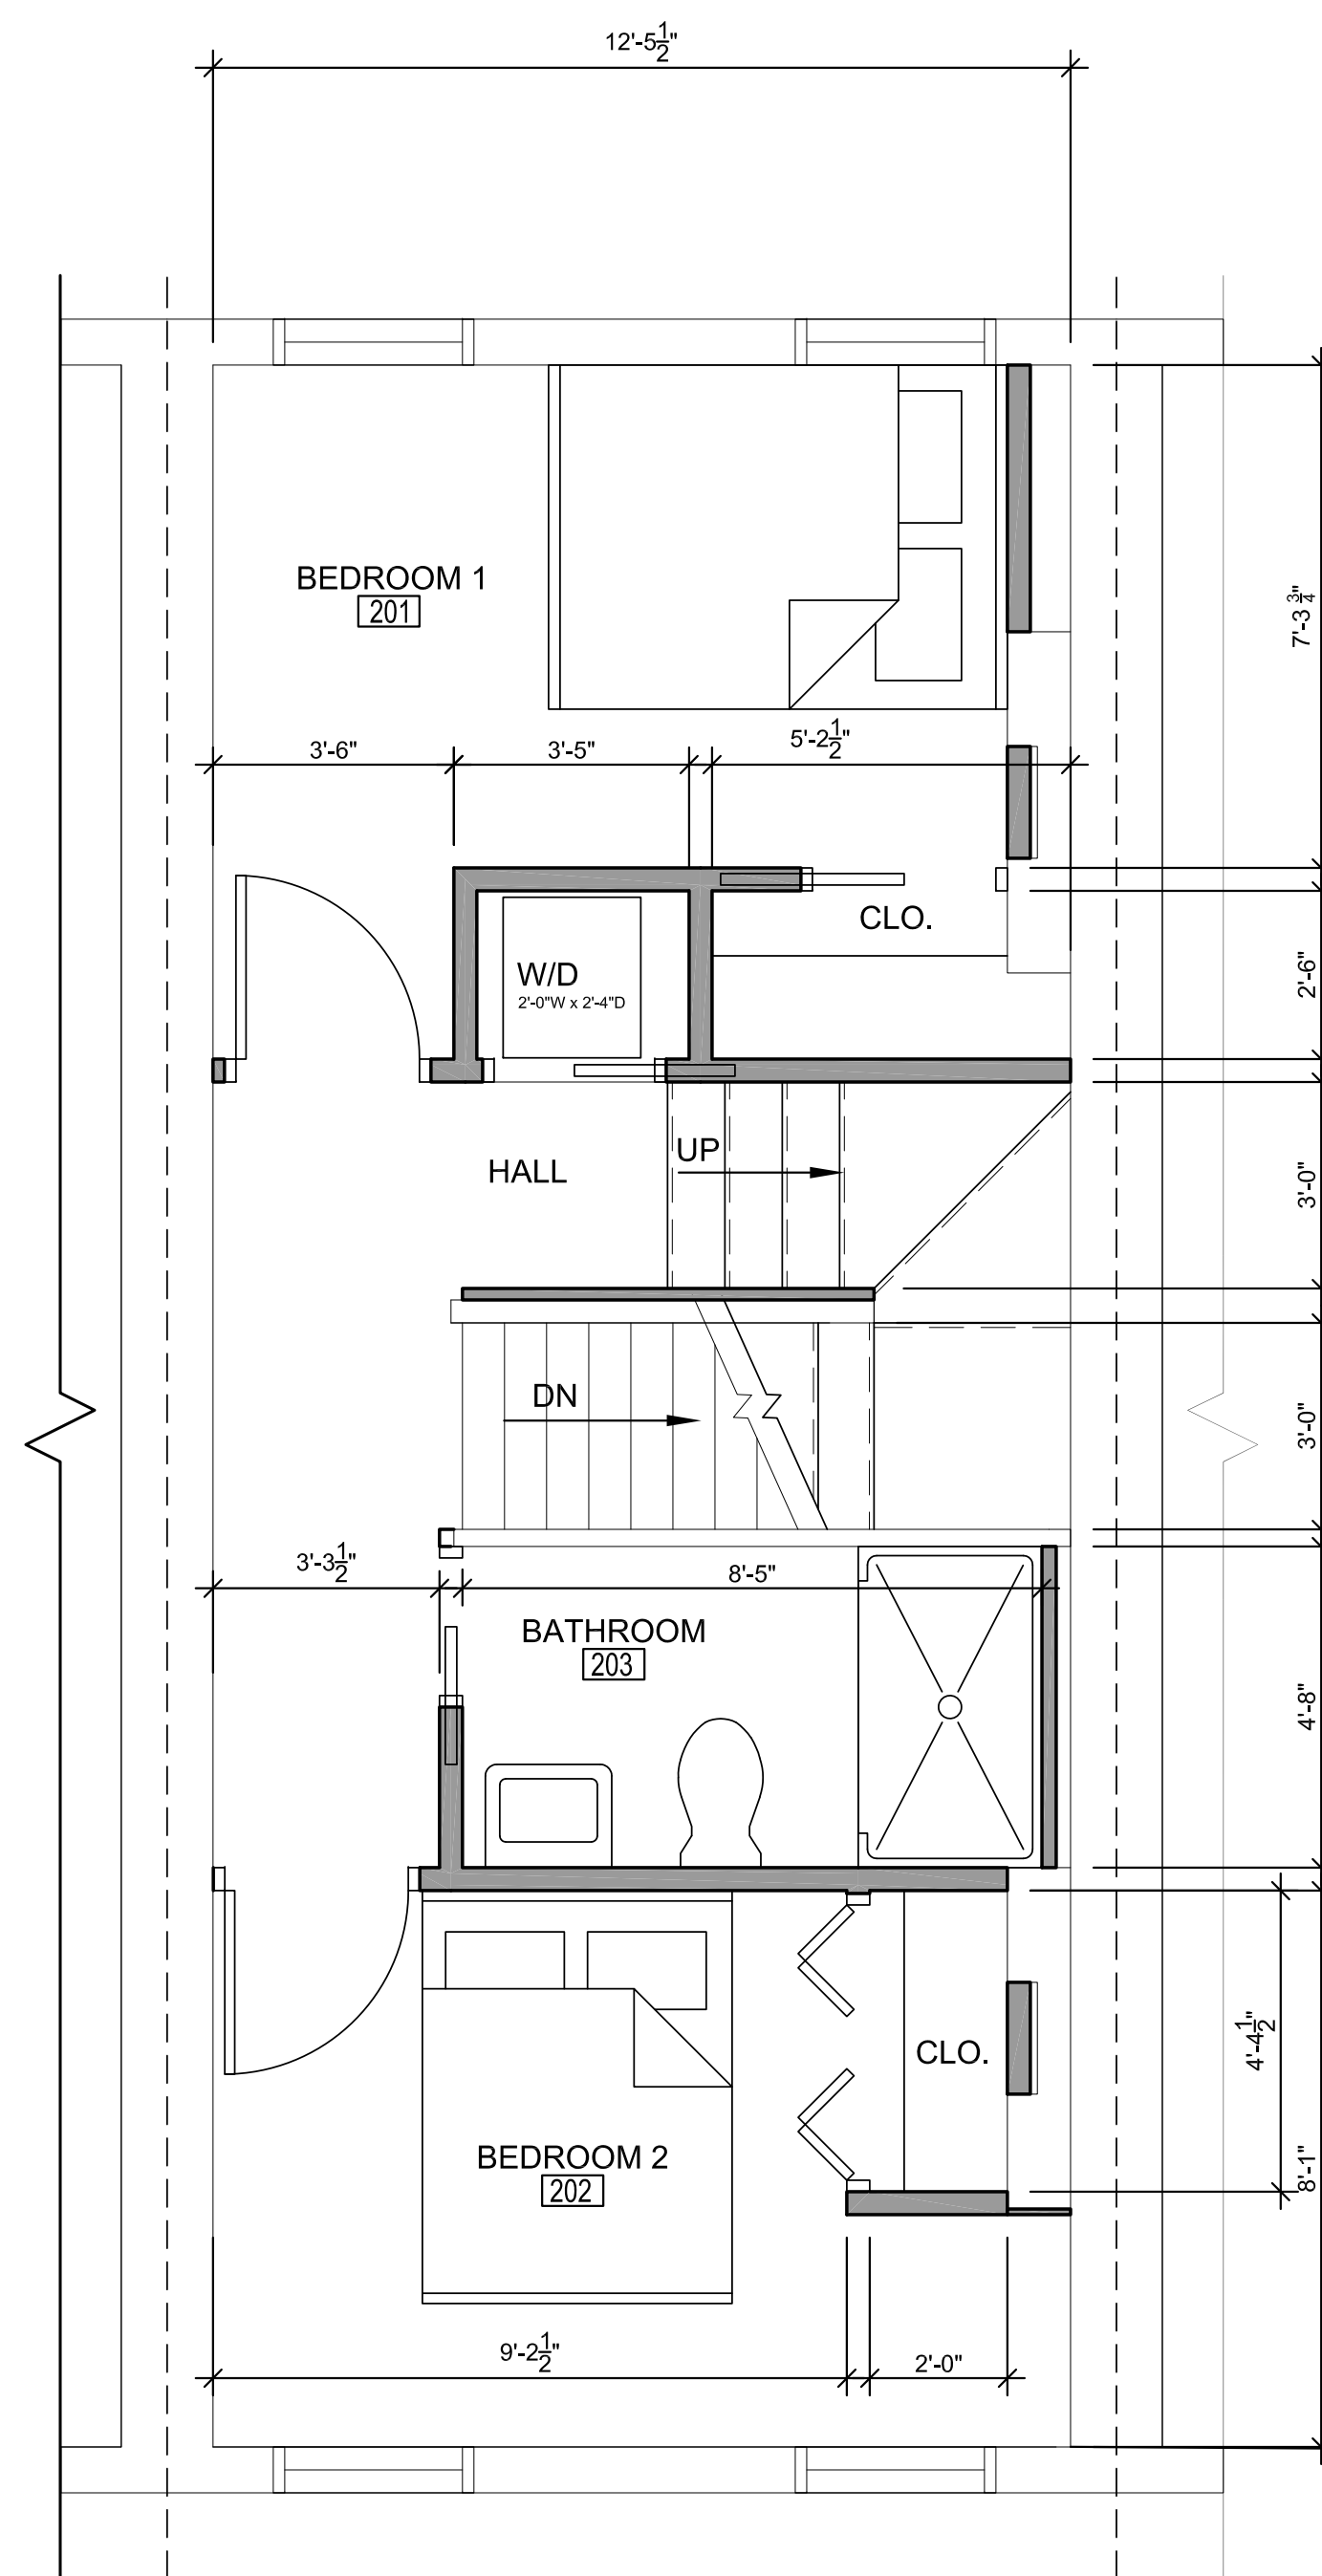 12'-5 1/2"
BEDROOM 1
201
7'-3 3/4"
3'-6"
3'-5"
5'-2 1/2"
CLO.
W/D
2'-0"W x 2'-4"D
2'-6"
UP
HALL
3'-0"
DN
3'-0"
3'-3 1/2"
8'-5"
BATHROOM
203
4'-8"
4'-4 1/2"
CLO.
BEDROOM 2
202
8'-1"
9'-2 1/2"
2'-0"